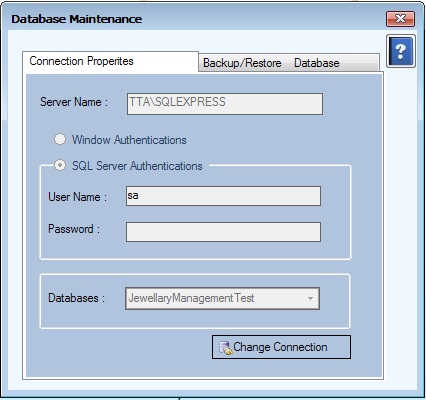 Database Maintenance
?
Connection Properites
Backup/Restore Database
Server Name : TTA\SQLEXPRESS
Window Authentications
SQL Server Authentications
User Name : sa
Password :
Databases : JewellaryManagementTest
Change Connection